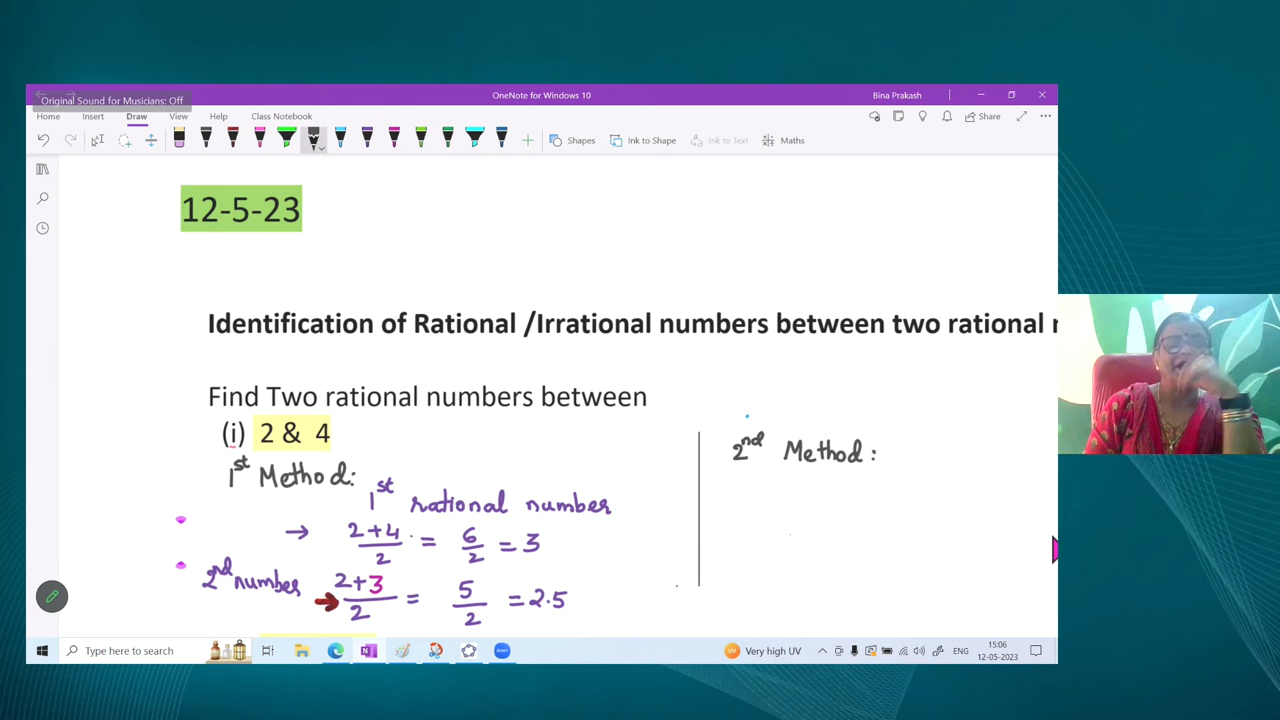 Original Sound for Musicians: Off
OneNote for Windows 10
Bina Prakash
Home Insert Draw View Help Class Notebook
Share
Shapes Ink to Shape Ink to Text Maths
12-5-23
Identification of Rational /Irrational numbers between two rational
Find Two rational numbers between
(i) 2 & 4
1st Method:
1st rational number
→ 2+4/2 = 6/2 = 3
2nd number 2+3/2 = 5/2 = 2.5
2nd Method:
Type here to search
UV Very high UV
ENG
15:06
12-05-2023